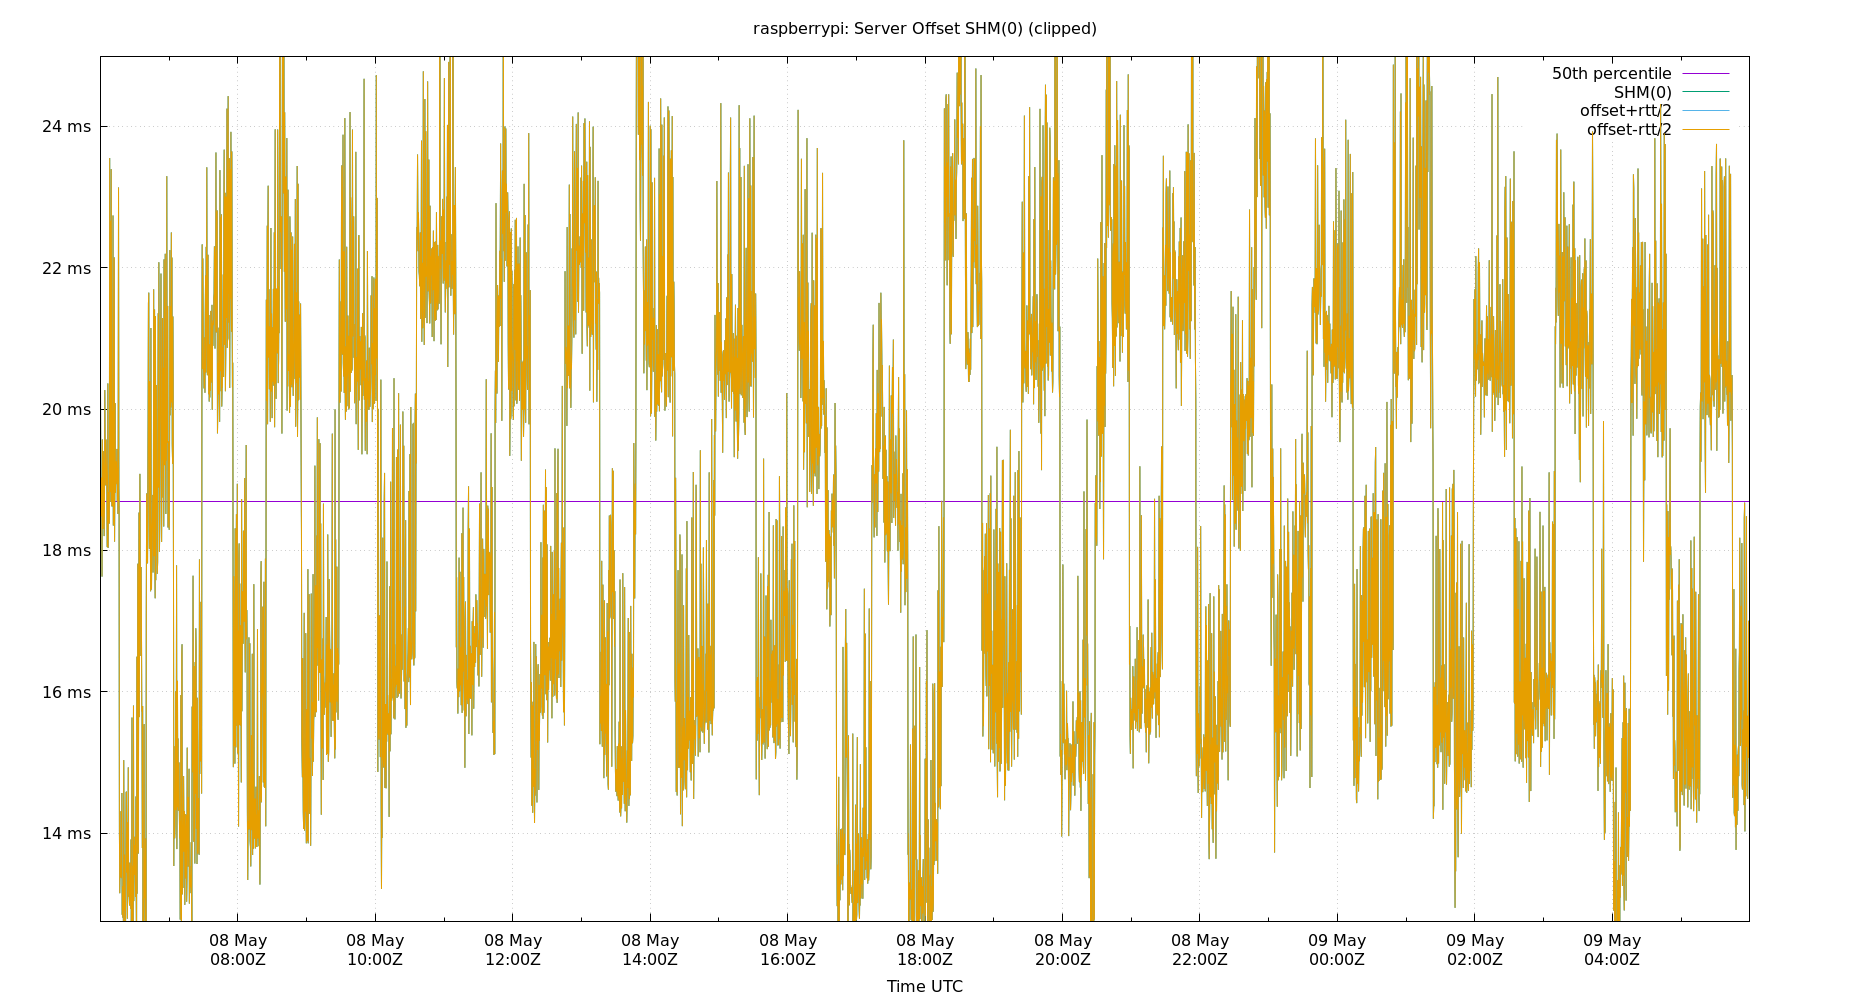 raspberrypi: Server Offset SHM(0) (clipped)
50th percentile
SHM(0)
offset+rtt/2
offset-rtt/2
24 ms
22 ms
20 ms
18 ms
16 ms
14 ms
08 May 08 May 08 May 08 May 08 May 08 May 08 May 08 May 09 May 09 May 09 May
08:00Z 10:00Z 12:00Z 14:00Z 16:00Z 18:00Z 20:00Z 22:00Z 00:00Z 02:00Z 04:00Z
Time UTC